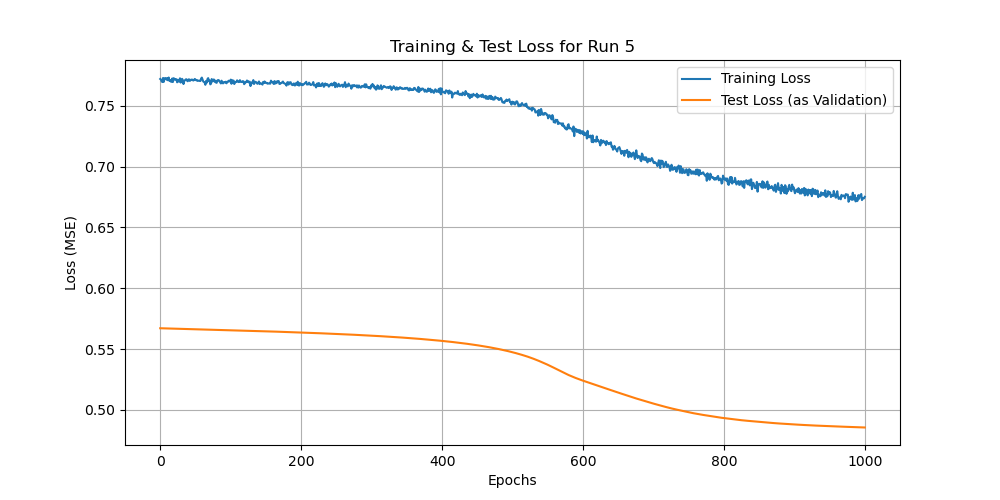 Training & Test Loss for Run 5
Training Loss
Test Loss (as Validation)
Loss (MSE)
0.75
0.70
0.65
0.60
0.55
0.50
0 200 400 600 800 1000
Epochs